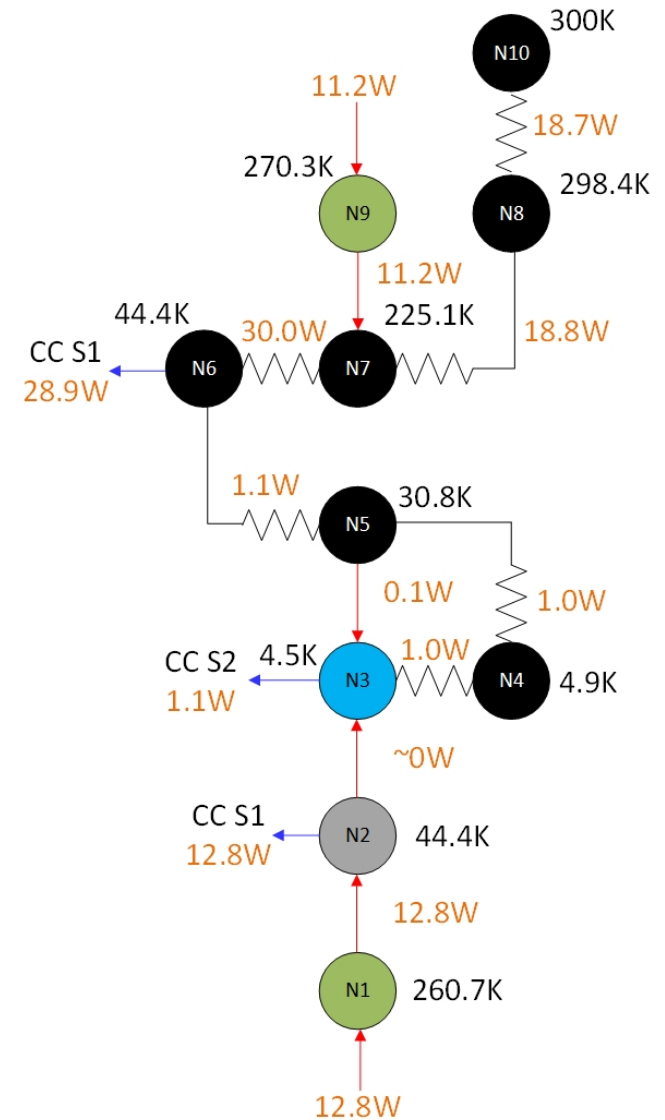 300K
N10
11.2W
18.7W
270.3K
298.4K
N9
N8
11.2W
44.4K
225.1K
30.0W
18.8W
CC S1
N6
N7
28.9W
1.1W
30.8K
N5
0.1W
1.0W
1.0W
CC S2
4.5K
N3
N4
4.9K
1.1W
~0W
CC S1
N2
44.4K
12.8W
12.8W
N1
260.7K
12.8W